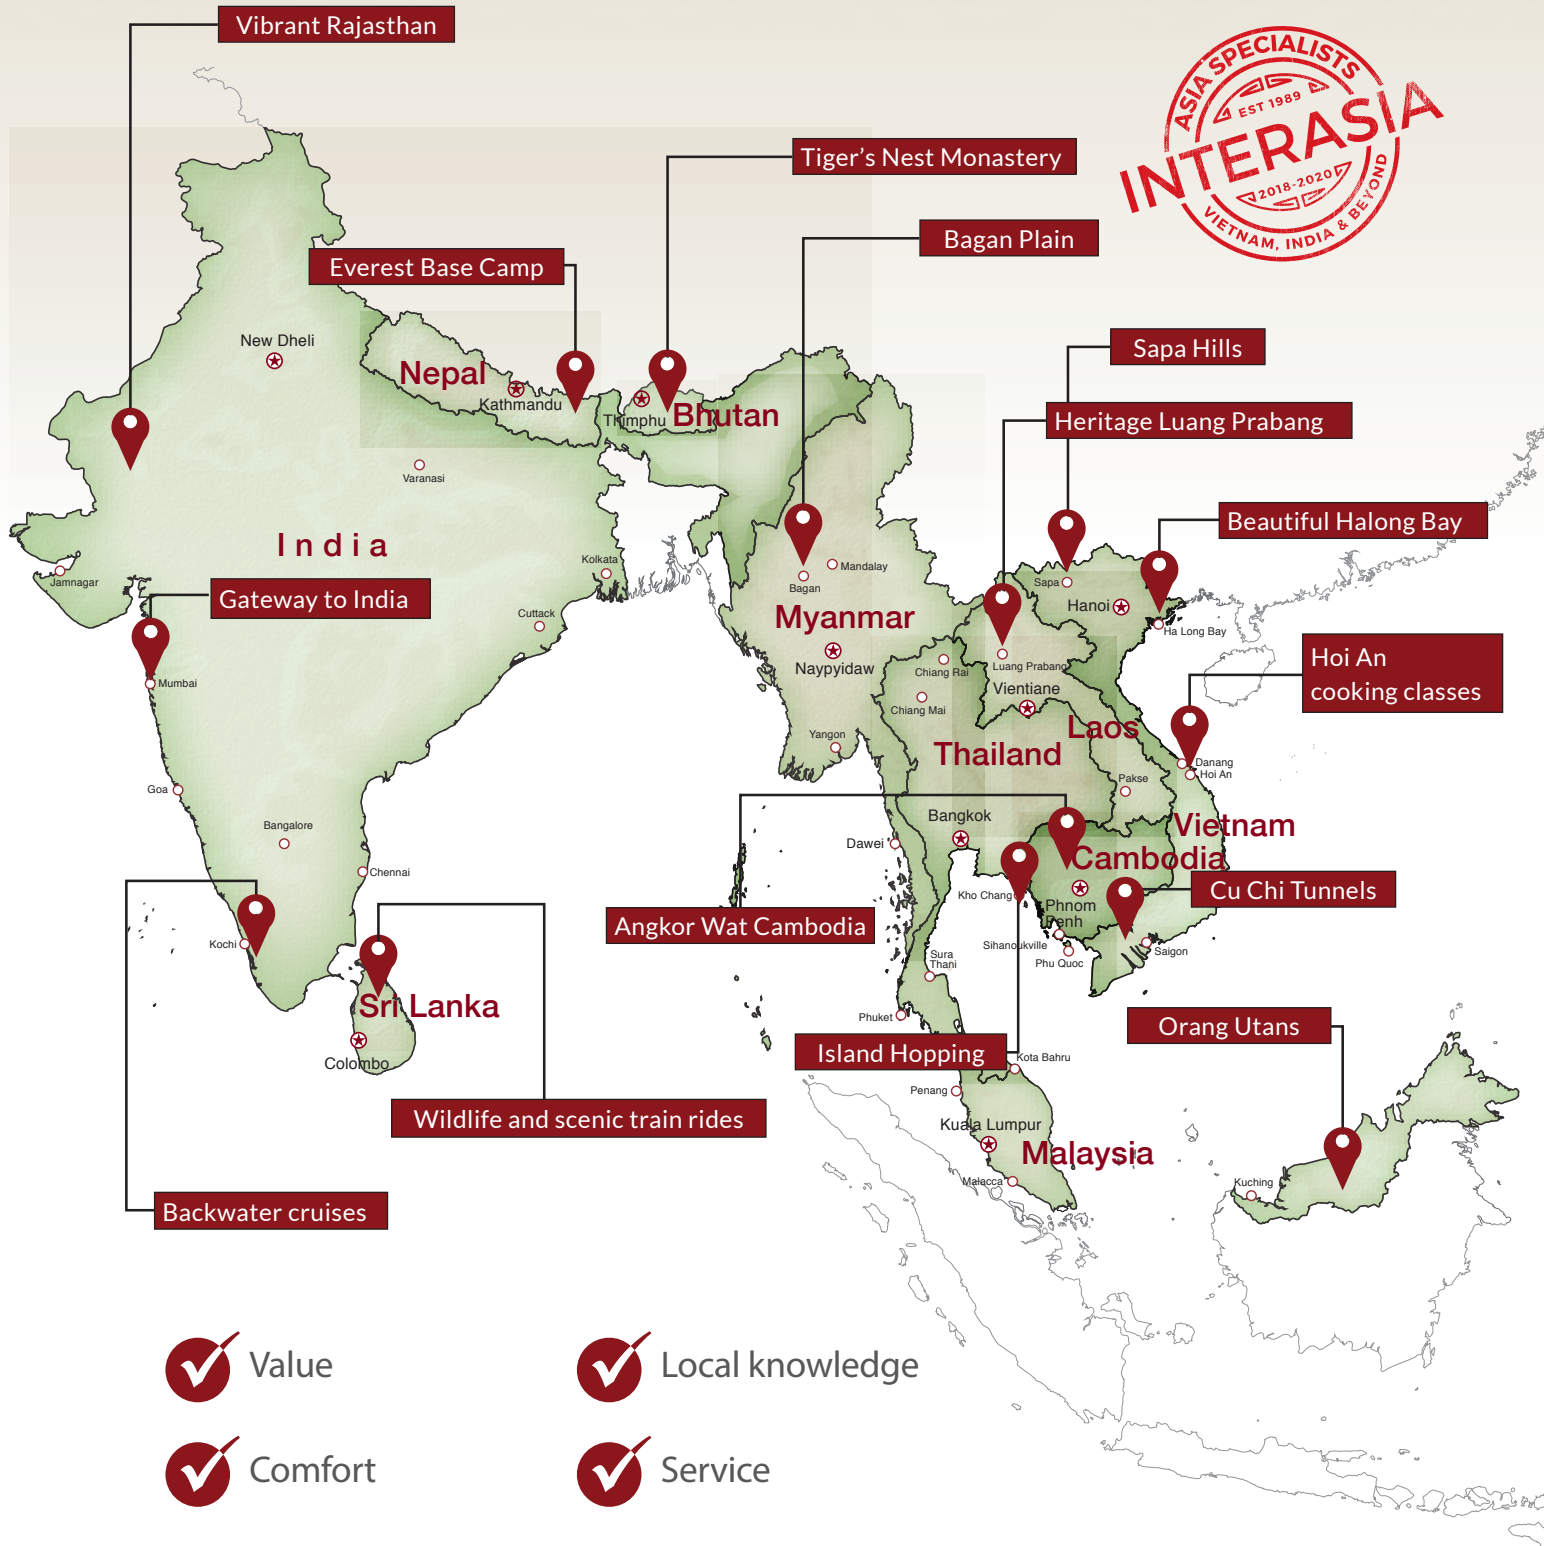 Vibrant Rajasthan
ASIA SPECIALISTS
EST 1989
INTERASIA
2018-2020
VIETNAM, INDIA & BEYOND
Tiger's Nest Monastery
Bagan Plain
Everest Base Camp
Sapa Hills
New Dheli
Nepal
Kathmandu
Thimphu
Bhutan
Heritage Luang Prabang
Varanasi
Beautiful Halong Bay
India
Kolkata
Mandalay
Jamnagar
Bagan
Sapa
Gateway to India
Hanoi
Cuttack
Myanmar
Ha Long Bay
Naypyidaw
Luang Prabang
Hoi An
cooking classes
Chiang Rai
Mumbai
Vientiane
Chiang Mai
Laos
Yangon
Thailand
Danang
Hoi An
Pakse
Goa
Bangkok
Bangalore
Vietnam
Dawei
Cambodia
Chennai
Kho Chang
Cu Chi Tunnels
Phnom
Penh
Angkor Wat Cambodia
Kochi
Sihanoukville
Saigon
Sura
Thani
Phu Quoc
Sri Lanka
Phuket
Orang Utans
Island Hopping
Kota Bahru
Colombo
Penang
Wildlife and scenic train rides
Kuala Lumpur
Malaysia
Malacca
Kuching
Backwater cruises
Value
Local knowledge
Comfort
Service